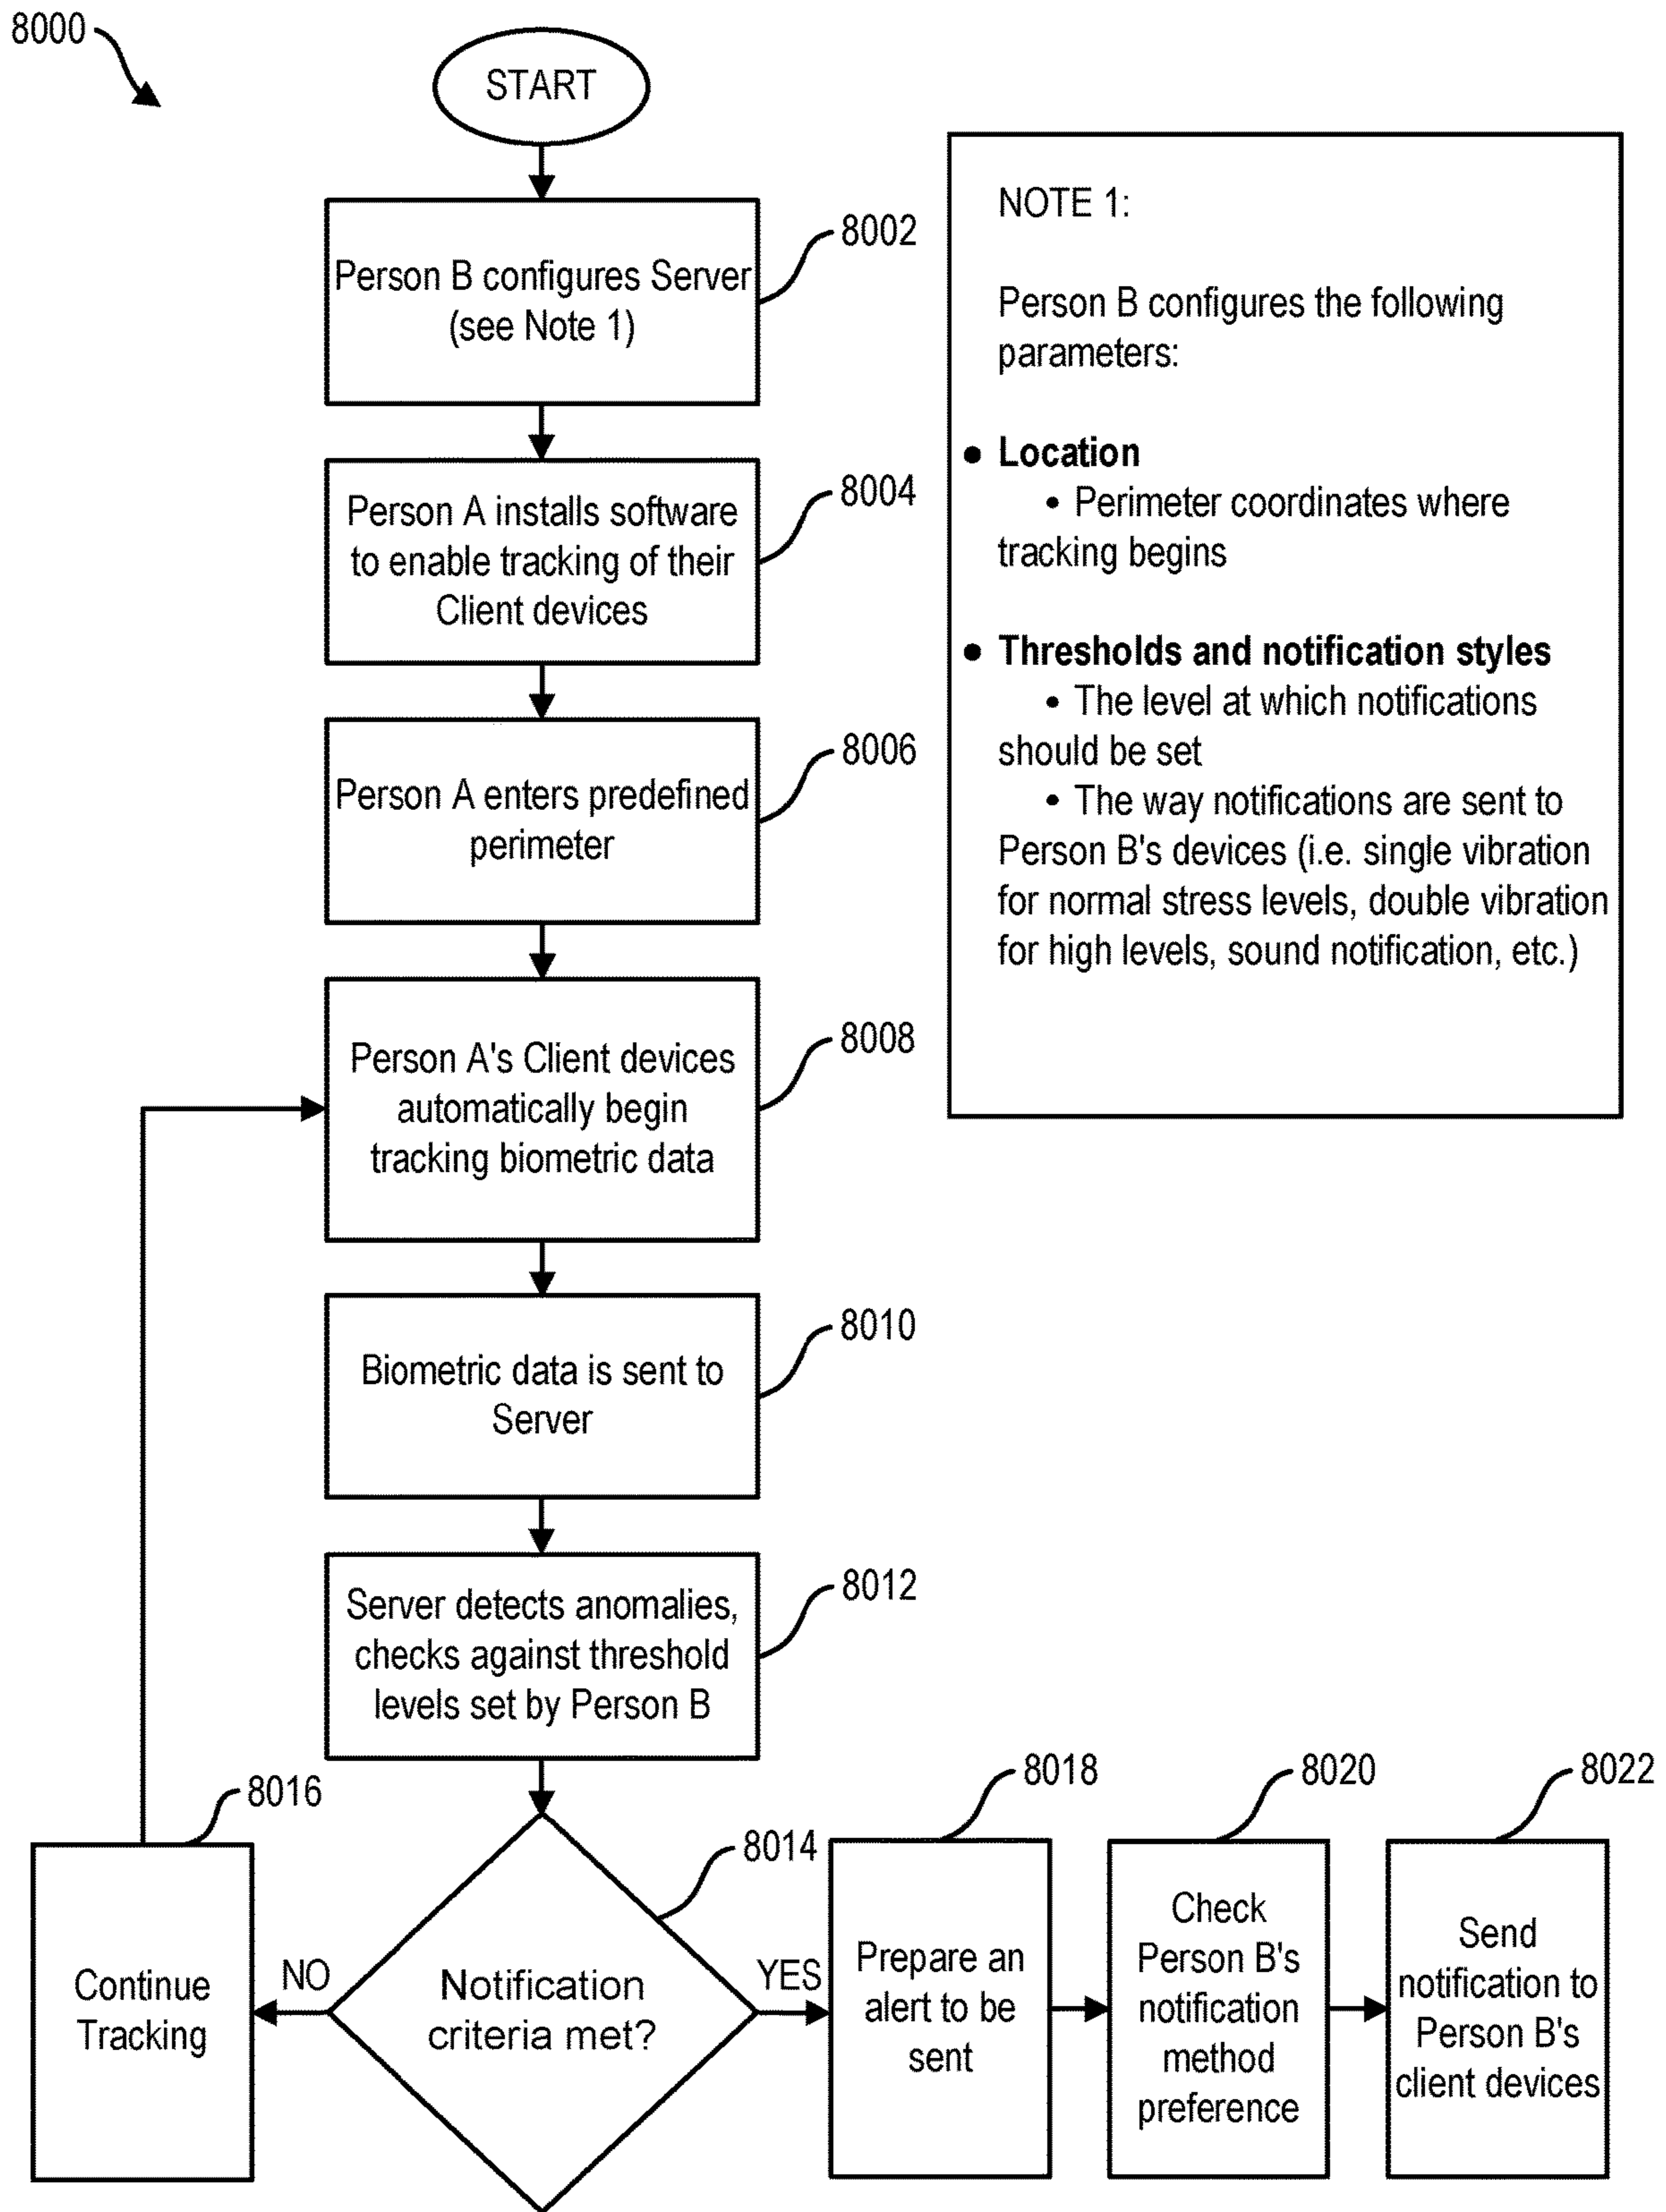 8000
START
Person B configures Server
(see Note 1)
8002
Person A installs software
to enable tracking of their
Client devices
8004
Person A enters predefined
perimeter
8006
Person A's Client devices
automatically begin
tracking biometric data
8008
Biometric data is sent to
Server
8010
Server detects anomalies,
checks against threshold
levels set by Person B
8012
Notification
criteria met?
8014
NO
Continue
Tracking
8016
YES
Prepare an
alert to be
sent
8018
Check
Person B's
notification
method
preference
8020
Send
notification to
Person B's
client devices
8022
NOTE 1:
Person B configures the following
parameters:
● Location
• Perimeter coordinates where
tracking begins
● Thresholds and notification styles
• The level at which notifications
should be set
• The way notifications are sent to
Person B's devices (i.e. single vibration
for normal stress levels, double vibration
for high levels, sound notification, etc.)